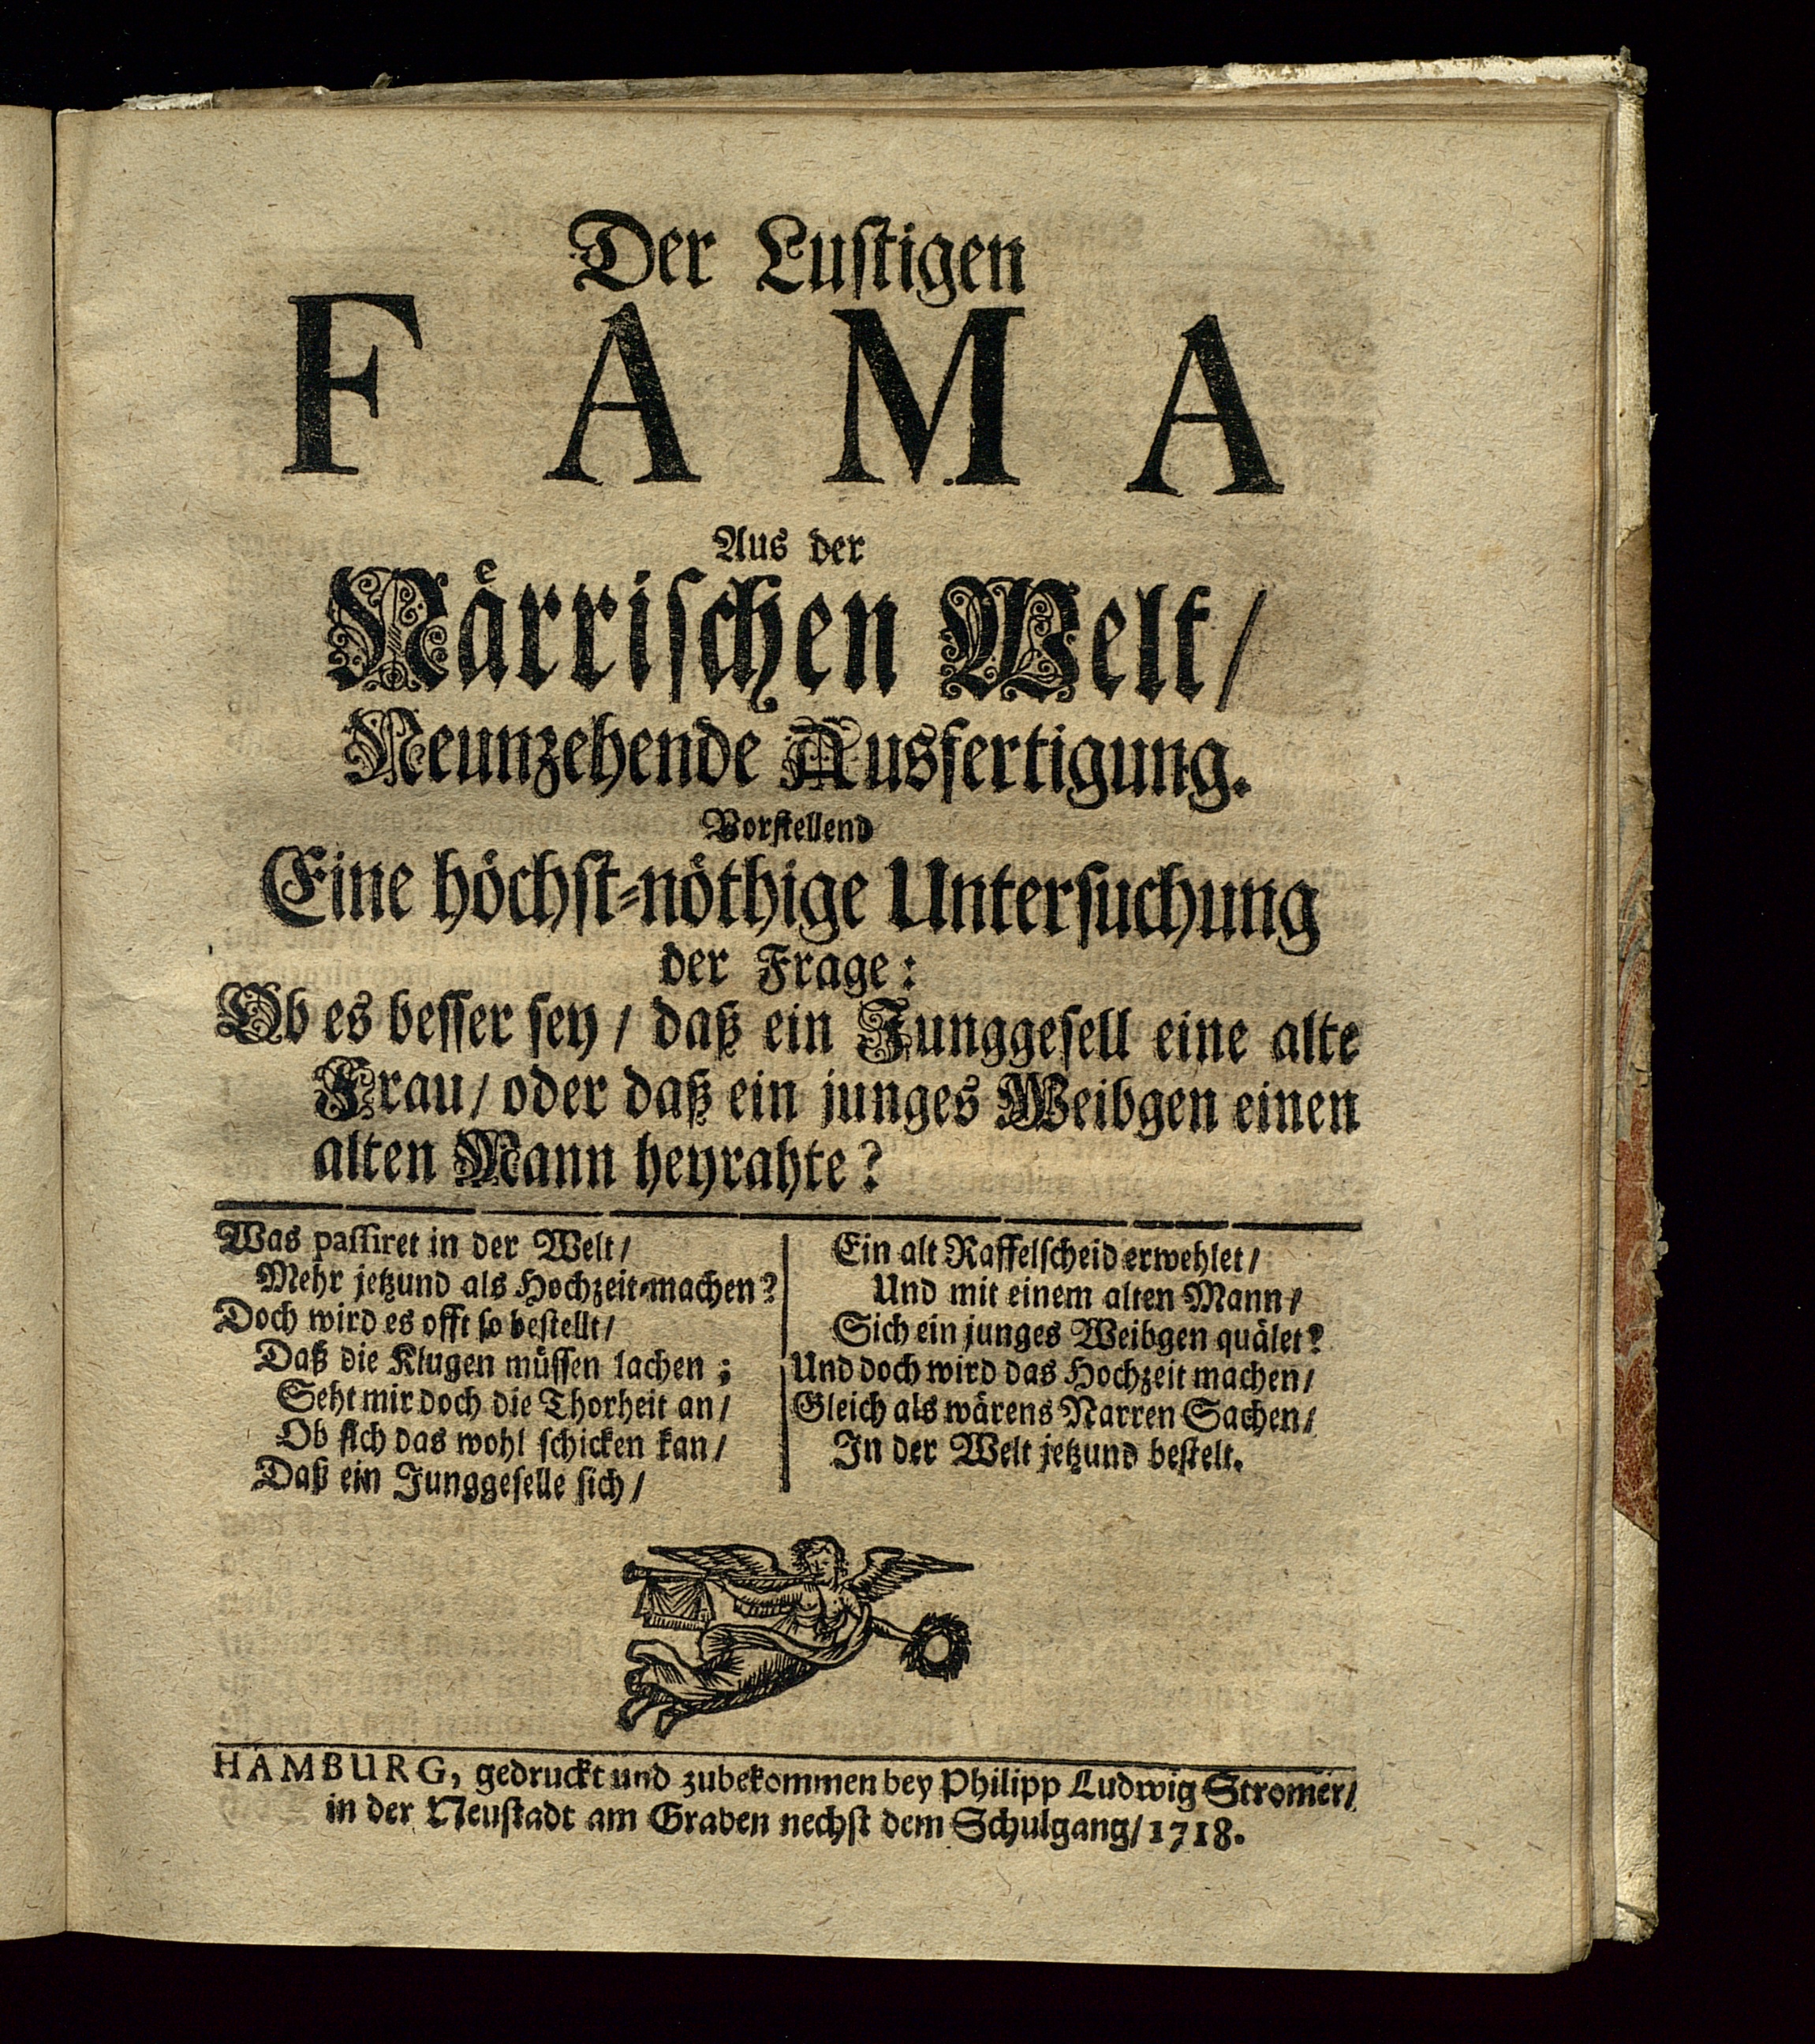 Der Lustigen
FAMA
Aus der
Närrischen Welt/
Neunzehende Ausfertigung.
Vorstellend
Eine höchst-nöthige Untersuchung
der Frage:
Ob es besser sey/ daß ein Junggesell eine alte
Frau/ oder daß ein junges Weibgen einen
alten Mann heyrahte?
Was passiret in der Welt/
Mehr jetzund als Hochzeit-machen?
Doch wird es offt so bestellt/
Daß die Klugen müssen lachen;
Seht mir doch die Thorheit an/
Ob sich das wohl schicken kan/
Daß ein Junggeselle sich/
Ein alt Raffelscheid erwehlet/
Und mit einem alten Mann/
Sich ein junges Weibgen quälet?
Und doch wird das Hochzeit machen/
Gleich als wärens Narren Sachen/
In der Welt jetzund bestelt.
HAMBURG, gedruckt und zubekommen bey Philipp Ludwig Stromer/
in der Neustadt am Graben nechst dem Schulgang/ 1718.